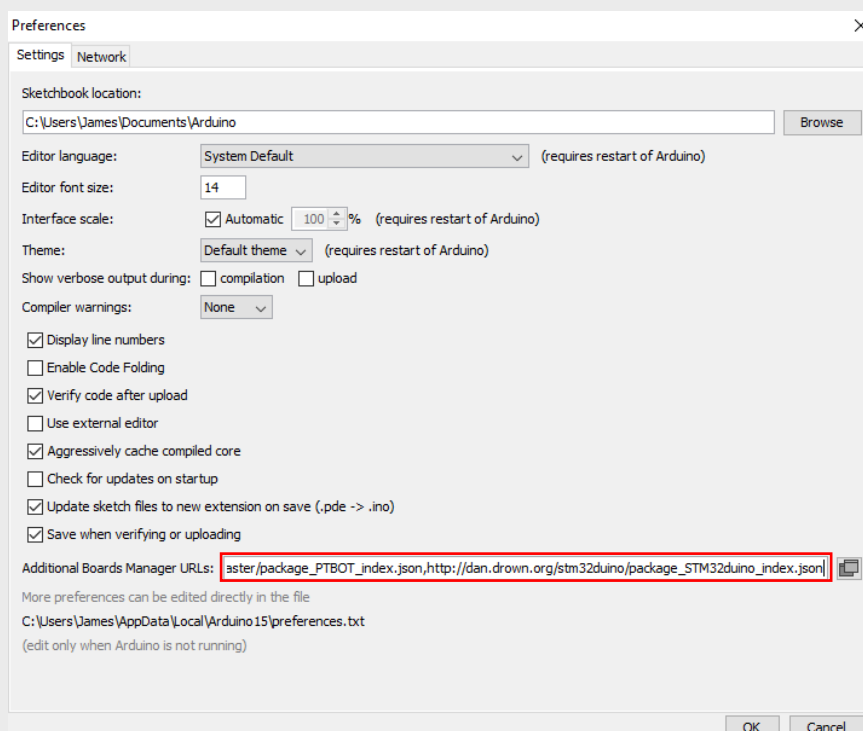 Preferences
Settings Network
Sketchbook location:
C:\Users\James\Documents\Arduino Browse
Editor language: System Default (requires restart of Arduino)
Editor font size: 14
Interface scale: Automatic 100 % (requires restart of Arduino)
Theme: Default theme (requires restart of Arduino)
Show verbose output during: compilation upload
Compiler warnings: None
Display line numbers
Enable Code Folding
Verify code after upload
Use external editor
Aggressively cache compiled core
Check for updates on startup
Update sketch files to new extension on save (.pde -> .ino)
Save when verifying or uploading
Additional Boards Manager URLs: aster/package_PTBOT_index.json,http://dan.drown.org/stm32duino/package_STM32duino_index.json
More preferences can be edited directly in the file
C:\Users\James\AppData\Local\Arduino15\preferences.txt
(edit only when Arduino is not running)
OK Cancel